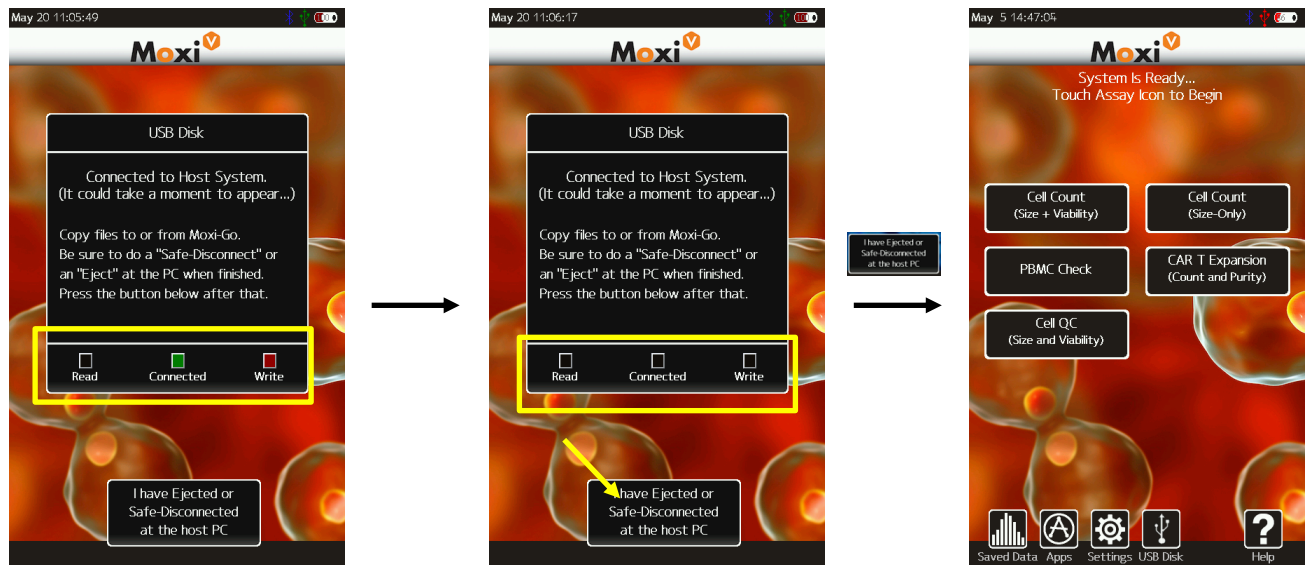 May 20 11:05:49
Moxi V
USB Disk
Connected to Host System.
(It could take a moment to appear...)
Copy files to or from Moxi-Go.
Be sure to do a "Safe-Disconnect" or
an "Eject" at the PC when finished.
Press the button below after that.
Read Connected Write
I have Ejected or
Safe-Disconnected
at the host PC
May 20 11:06:17
Moxi V
USB Disk
Connected to Host System.
(It could take a moment to appear...)
Copy files to or from Moxi-Go.
Be sure to do a "Safe-Disconnect" or
an "Eject" at the PC when finished.
Press the button below after that.
Read Connected Write
have Ejected or
Safe-Disconnected
at the host PC
I have Ejected or
Safe-Disconnected
at the host PC
May 5 14:47:04
Moxi V
System Is Ready...
Touch Assay Icon to Begin
Cell Count
(Size + Viability)
Cell Count
(Size-Only)
PBMC Check
CAR T Expansion
(Count and Purity)
Cell QC
(Size and Viability)
Saved Data Apps Settings USB Disk Help